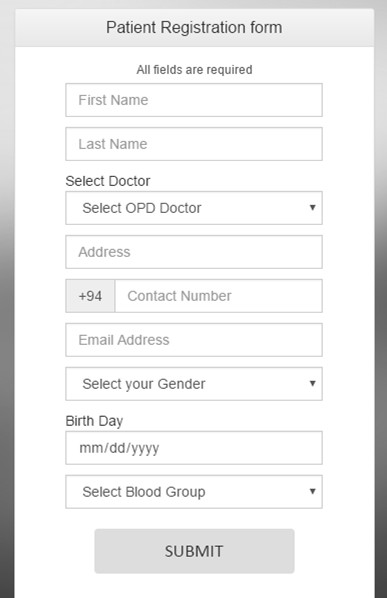 Patient Registration form
All fields are required
First Name
Last Name
Select Doctor
Select OPD Doctor
Address
+94 Contact Number
Email Address
Select your Gender
Birth Day
mm/dd/yyyy
Select Blood Group
SUBMIT